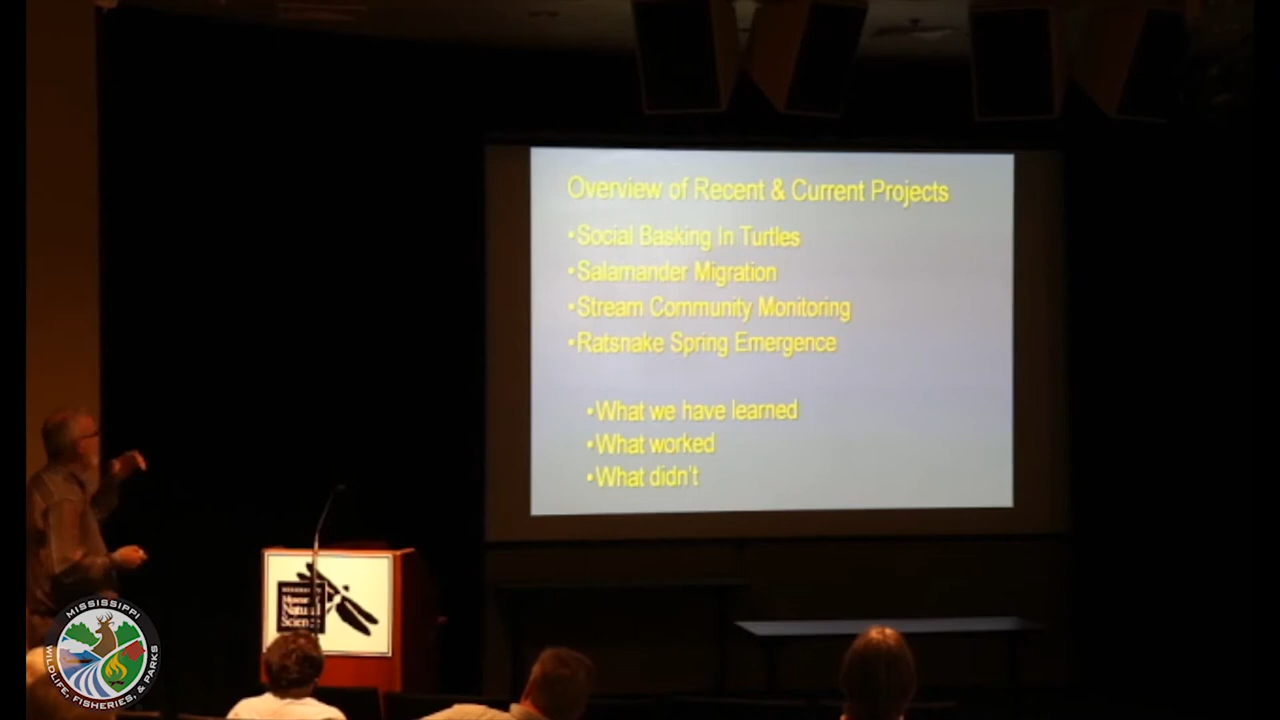 Overview of Recent & Current Projects
•Social Basking In Turtles
•Salamander Migration
•Stream Community Monitoring
•Ratsnake Spring Emergence
•What we have learned
•What worked
•What didn't
Natural
Science
MISSISSIPPI
WILDLIFE, FISHERIES, & PARKS